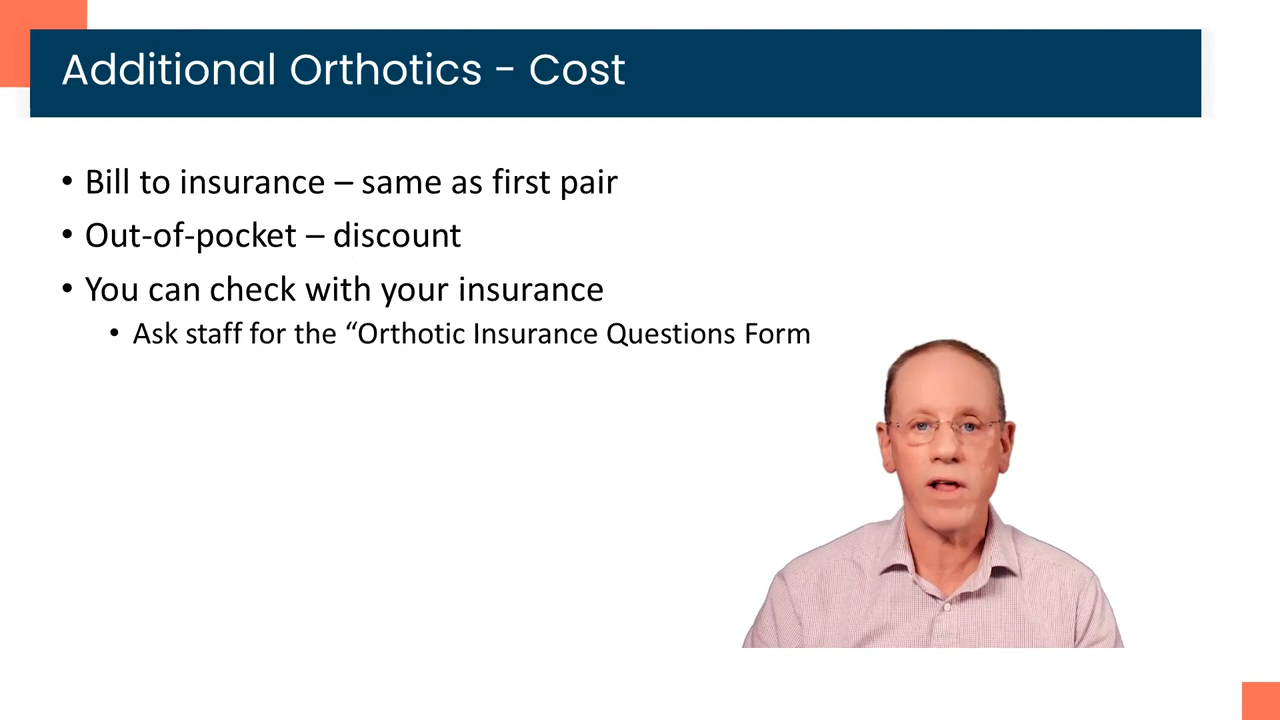 Additional Orthotics - Cost
• Bill to insurance – same as first pair
• Out-of-pocket – discount
• You can check with your insurance
• Ask staff for the “Orthotic Insurance Questions Form